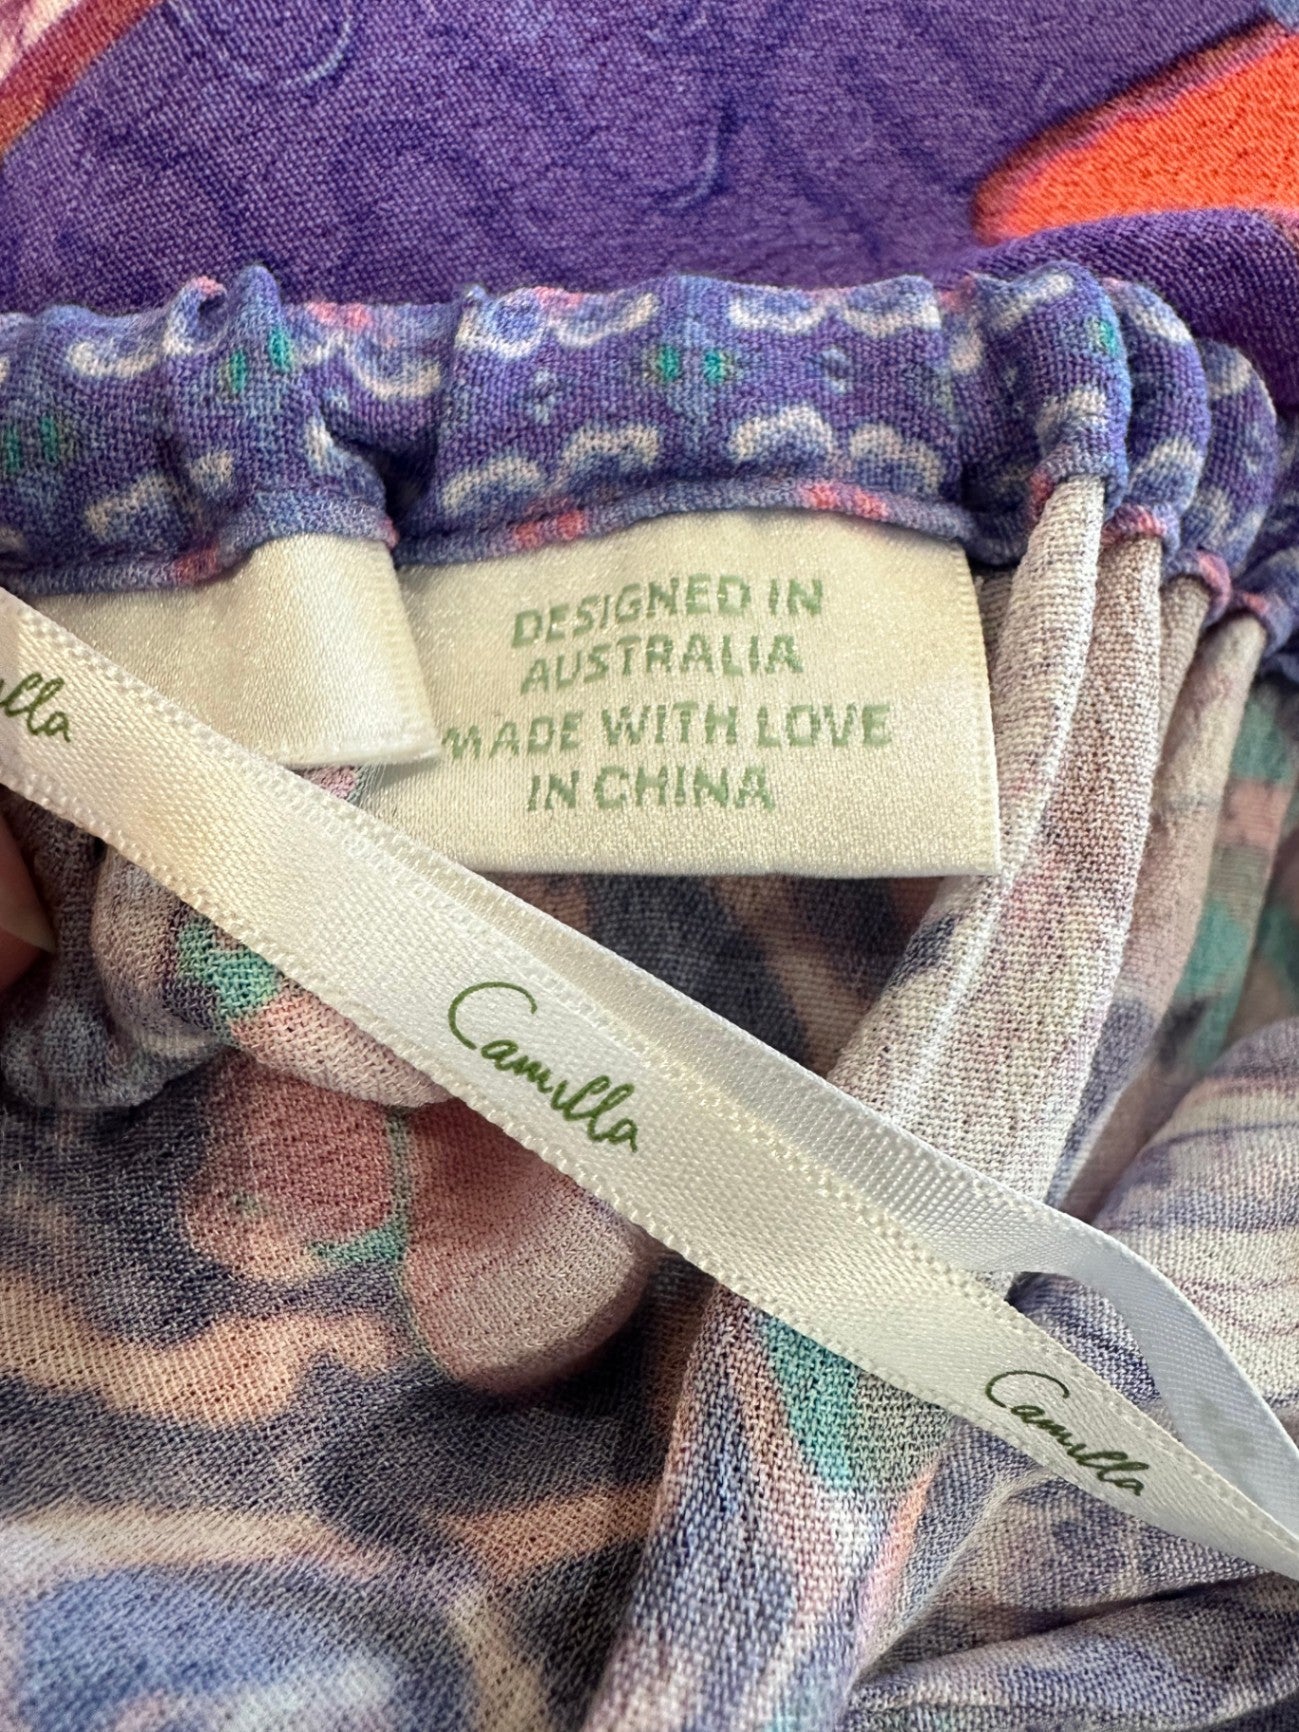 DESIGNED IN
AUSTRALIA
MADE WITH LOVE
IN CHINA
Camilla
Camilla